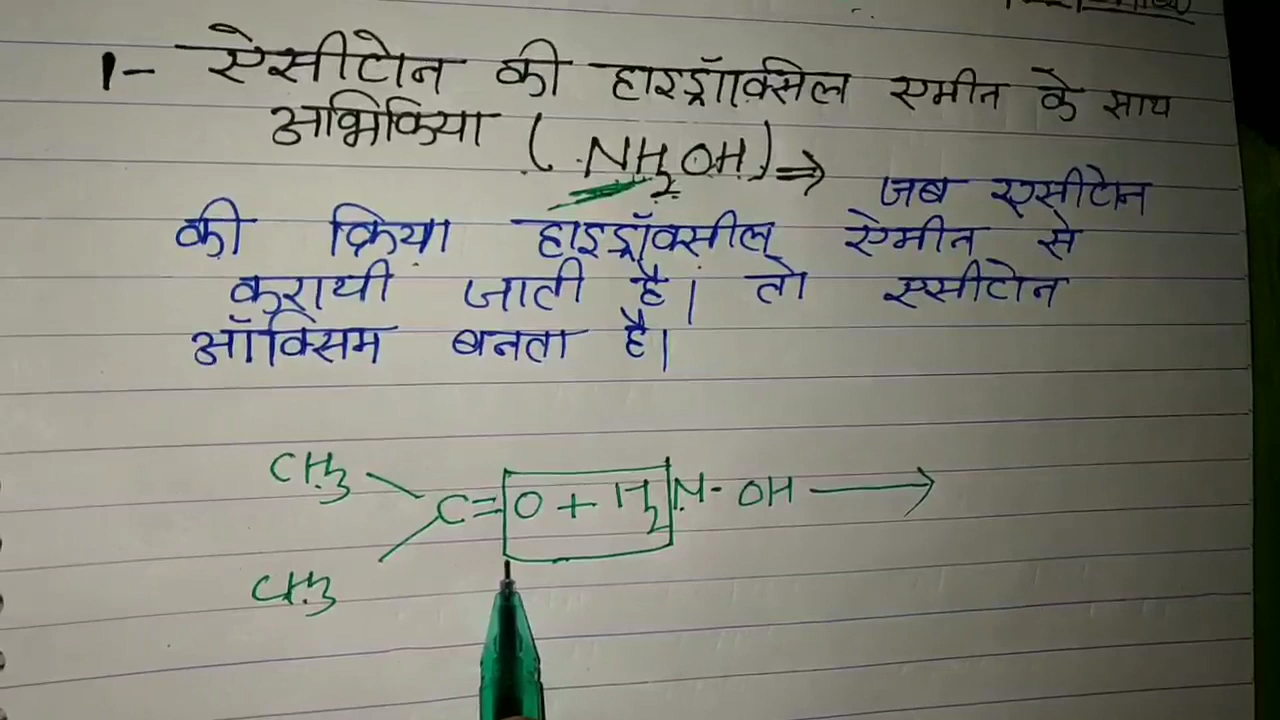 1- ऐसीटोन की हाइड्रॉक्सिल एमीन के साथ
अभिक्रिया ( NH2OH) ⇒ जब एसीटोन
की क्रिया हाइड्रॉक्सील ऐमीन से
करायी जाती है। तो एसीटोन
ऑक्सिम बनता है।
CH3
C=O + H2N-OH ⟶
CH3